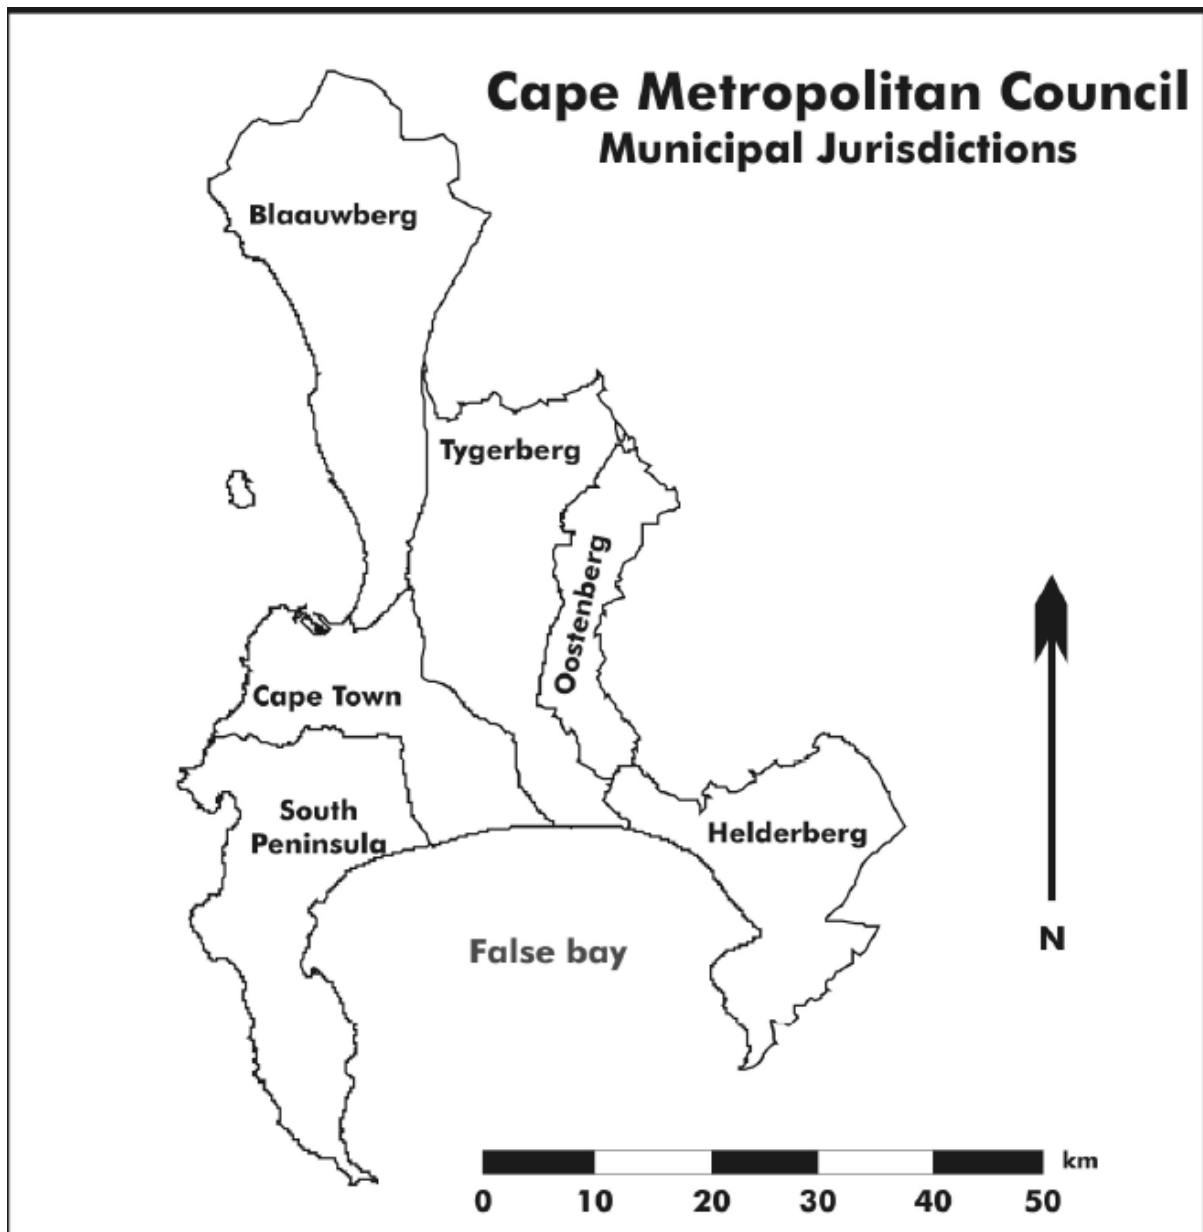 Cape Metropolitan Council
Municipal Jurisdictions
Blaauwberg
Tygerberg
Oostenberg
Cape Town
South
Peninsula
Helderberg
False bay
N
km
0 10 20 30 40 50